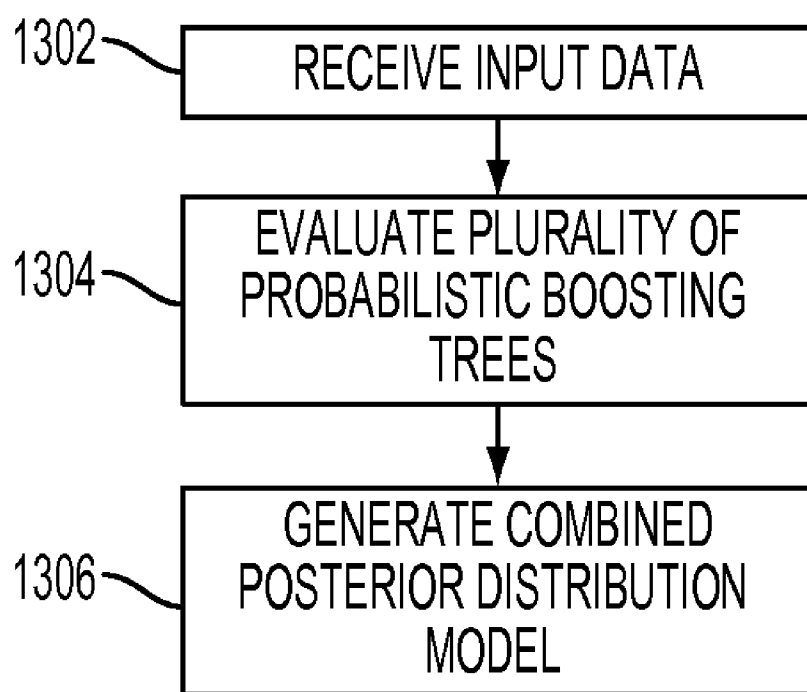 1302
RECEIVE INPUT DATA
1304
EVALUATE PLURALITY OF
PROBABILISTIC BOOSTING
TREES
1306
GENERATE COMBINED
POSTERIOR DISTRIBUTION
MODEL